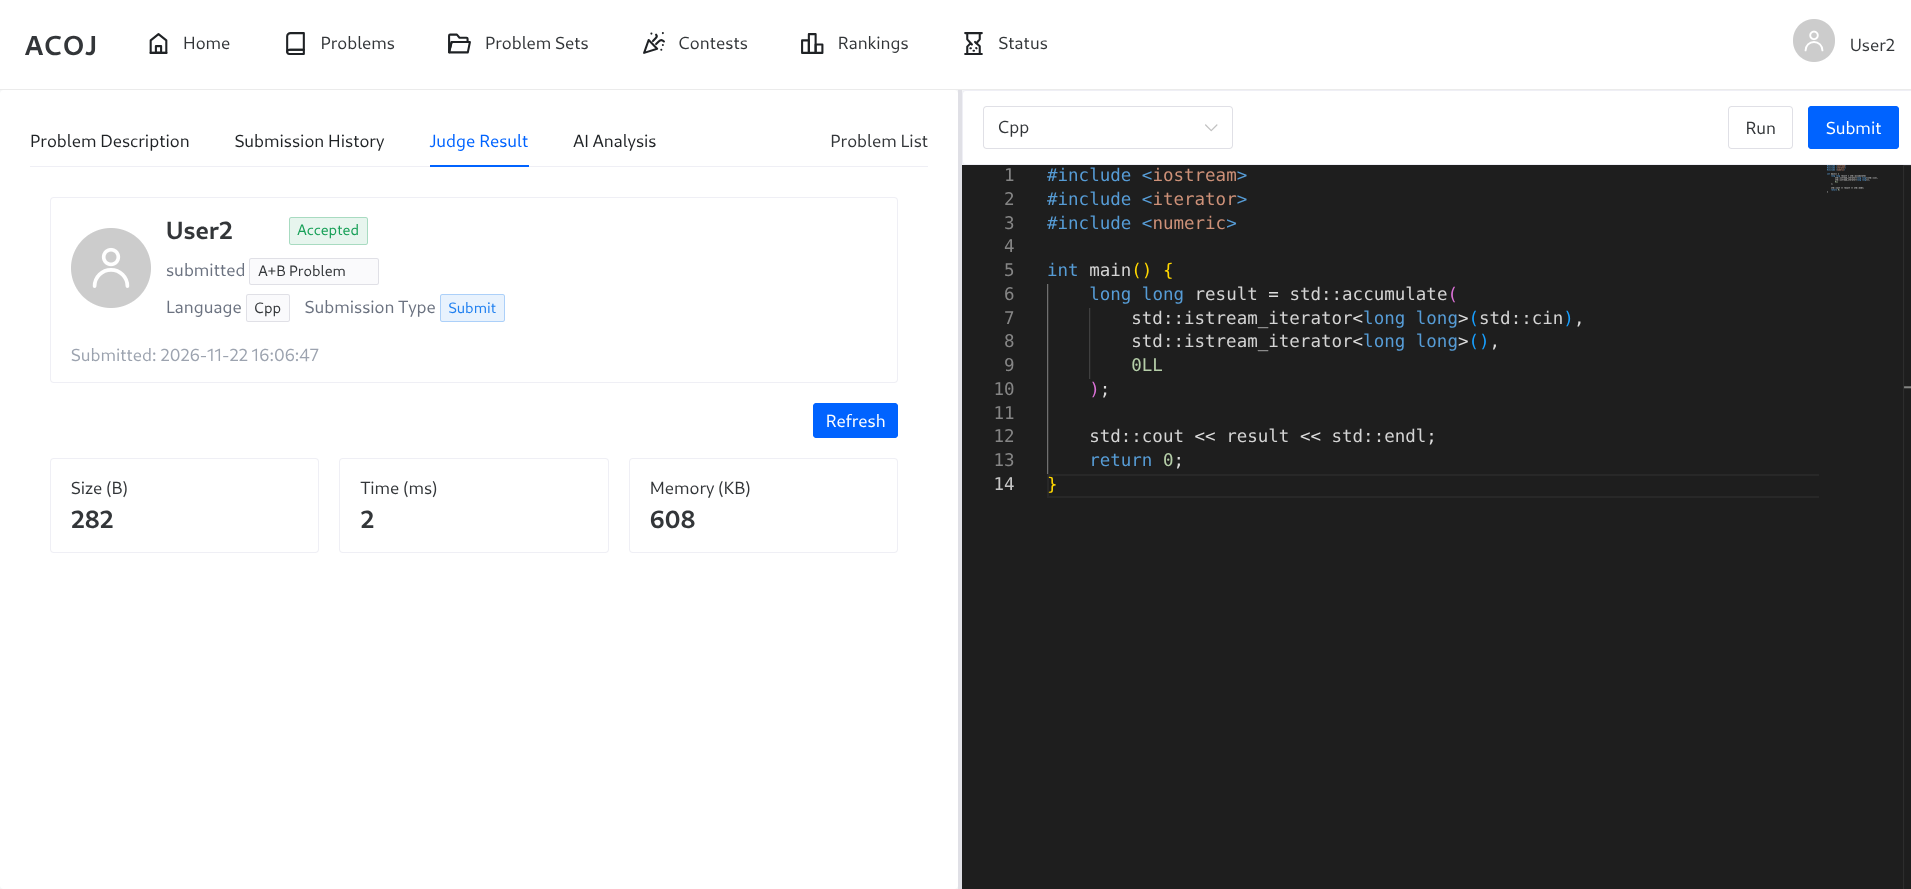 ACOJ
Home
Problems
Problem Sets
Contests
Rankings
Status
User2
Problem Description
Submission History
Judge Result
AI Analysis
Problem List
User2
Accepted
submitted A+B Problem
Language Cpp Submission Type Submit
Submitted: 2026-11-22 16:06:47
Refresh
Size (B)
282
Time (ms)
2
Memory (KB)
608
Cpp
Run
Submit
1 #include <iostream>
2 #include <iterator>
3 #include <numeric>
4
5 int main() {
6     long long result = std::accumulate(
7         std::istream_iterator<long long>(std::cin),
8         std::istream_iterator<long long>(),
9         0LL
10     );
11
12     std::cout << result << std::endl;
13     return 0;
14 }